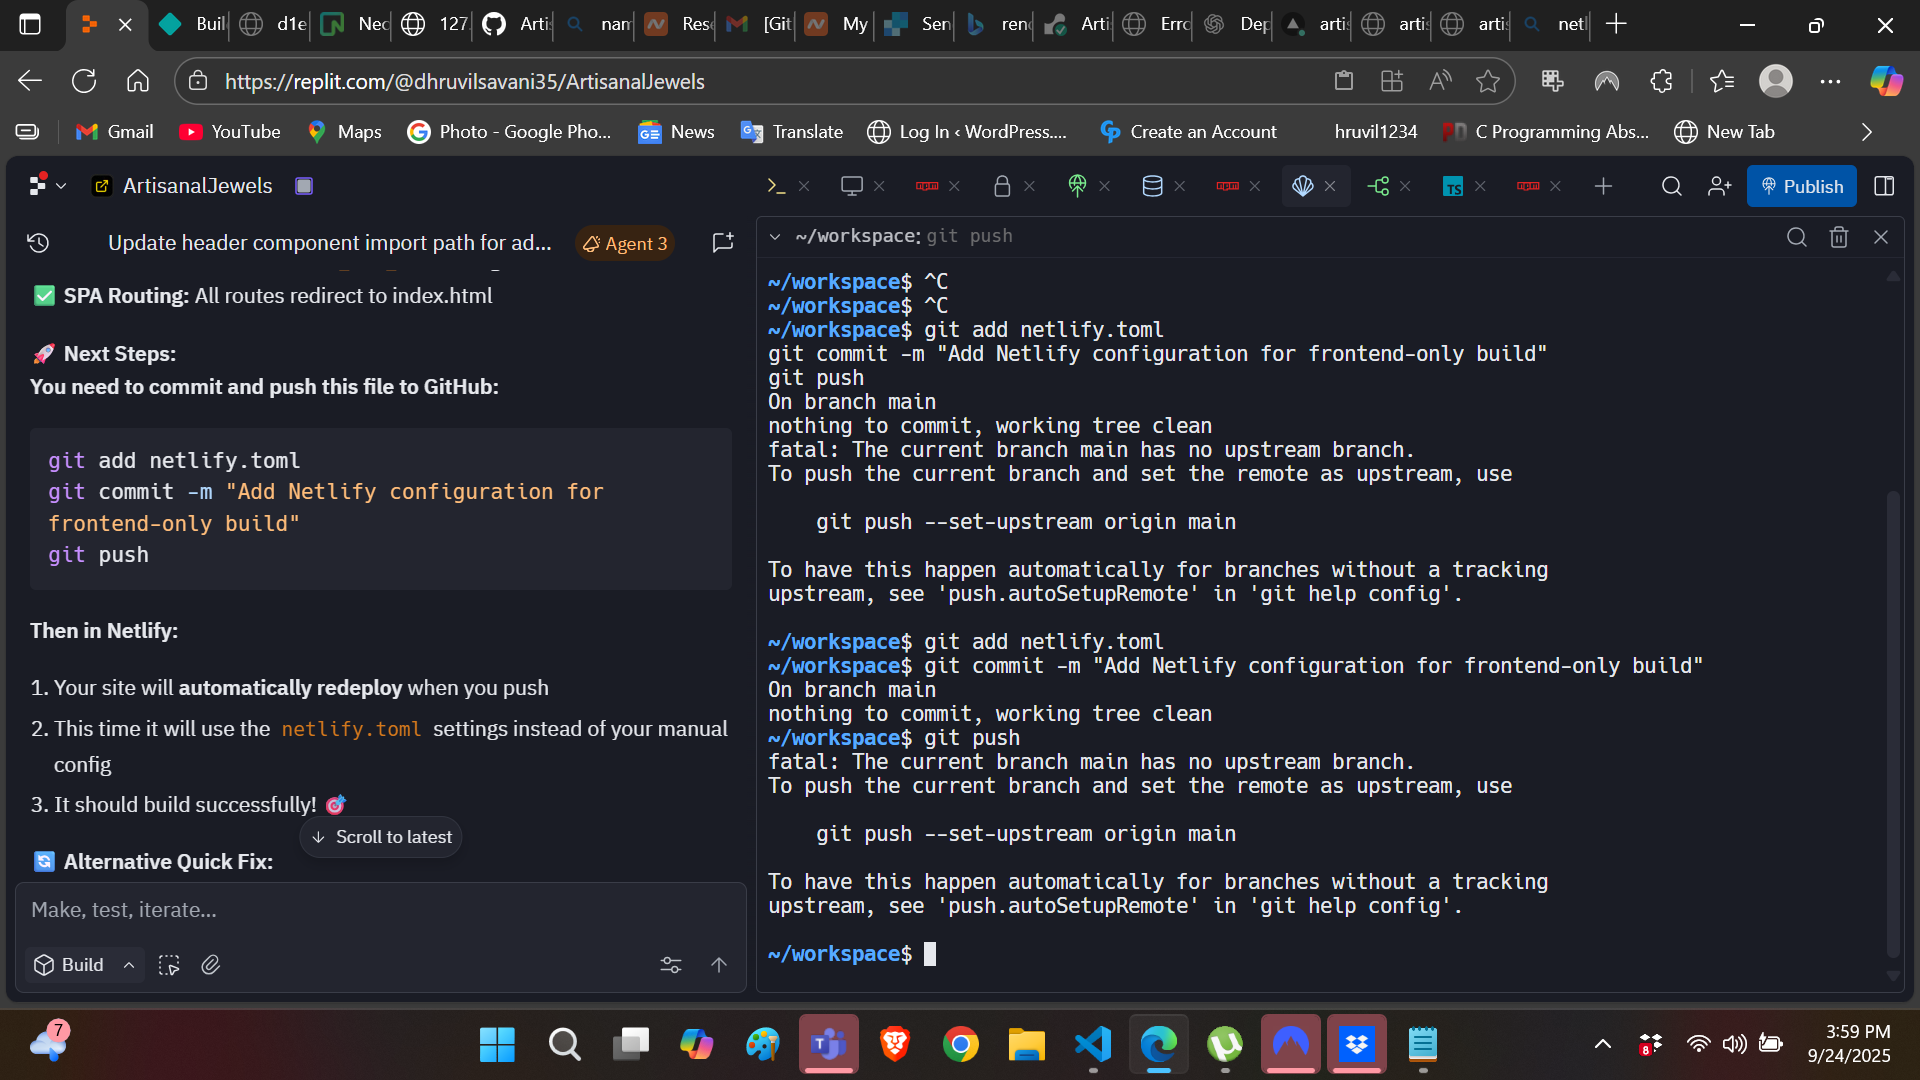 Buil
d1e
Nec
127.
Artis
nam
Rese
[Git
My
Sen
ren
Arti
Erro
Dep
artis
artis
artis
netl
https://replit.com/@dhruvilsavani35/ArtisanalJewels
Gmail
YouTube
Maps
Photo - Google Pho...
News
Translate
Log In ‹ WordPress....
Create an Account
hruvil1234
C Programming Abs...
New Tab
ArtisanalJewels
Publish
Update header component import path for ad...
Agent 3
✅ SPA Routing: All routes redirect to index.html
🚀 Next Steps:
You need to commit and push this file to GitHub:
git add netlify.toml
git commit -m "Add Netlify configuration for
frontend-only build"
git push
Then in Netlify:
1. Your site will automatically redeploy when you push
2. This time it will use the netlify.toml settings instead of your manual
config
3. It should build successfully! 🎯
Scroll to latest
🔄 Alternative Quick Fix:
Make, test, iterate...
Build
~/workspace: git push
~/workspace$ ^C
~/workspace$ ^C
~/workspace$ git add netlify.toml
git commit -m "Add Netlify configuration for frontend-only build"
git push
On branch main
nothing to commit, working tree clean
fatal: The current branch main has no upstream branch.
To push the current branch and set the remote as upstream, use
git push --set-upstream origin main
To have this happen automatically for branches without a tracking
upstream, see 'push.autoSetupRemote' in 'git help config'.
~/workspace$ git add netlify.toml
~/workspace$ git commit -m "Add Netlify configuration for frontend-only build"
On branch main
nothing to commit, working tree clean
~/workspace$ git push
fatal: The current branch main has no upstream branch.
To push the current branch and set the remote as upstream, use
git push --set-upstream origin main
To have this happen automatically for branches without a tracking
upstream, see 'push.autoSetupRemote' in 'git help config'.
~/workspace$
7
8
3:59 PM
9/24/2025